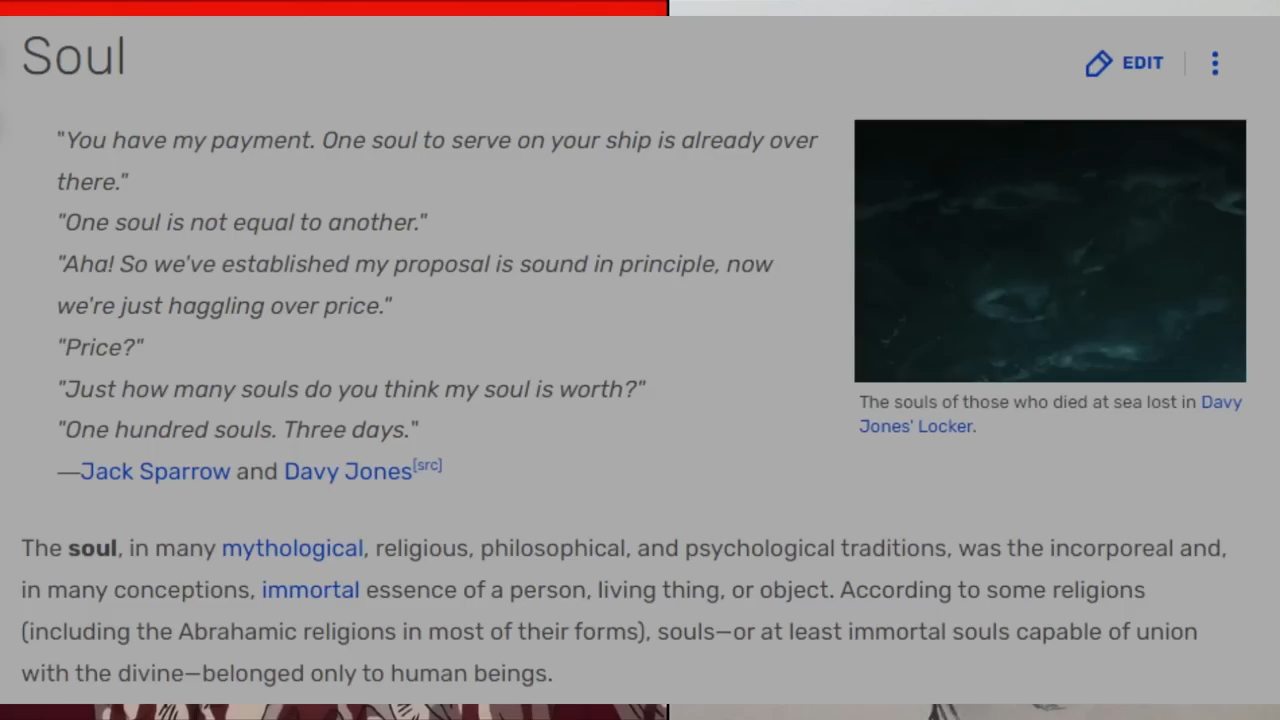 Soul
EDIT
"You have my payment. One soul to serve on your ship is already over
there."
"One soul is not equal to another."
"Aha! So we've established my proposal is sound in principle, now
we're just haggling over price."
"Price?"
"Just how many souls do you think my soul is worth?"
"One hundred souls. Three days."
—Jack Sparrow and Davy Jones[src]
The souls of those who died at sea lost in Davy
Jones' Locker.
The soul, in many mythological, religious, philosophical, and psychological traditions, was the incorporeal and,
in many conceptions, immortal essence of a person, living thing, or object. According to some religions
(including the Abrahamic religions in most of their forms), souls—or at least immortal souls capable of union
with the divine—belonged only to human beings.